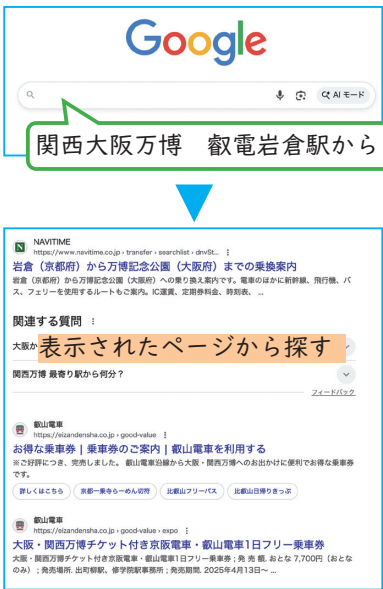 Google
AI モード
関西大阪万博　叡電岩倉駅から
NAVITIME
https://www.navitime.co.jp › transfer › searchlist › dnvSt...
岩倉（京都府）から万博記念公園（大阪府）までの乗換案内
岩倉（京都府）から万博記念公園（大阪府）への乗り換え案内です。電車のほかに新幹線、飛行機、バ
ス、フェリーを使用するルートもご案内。IC運賃、定期券料金、時刻表、 ...
関連する質問
大阪か
表示されたページから探す
関西万博 最寄り駅から何分？
フィードバック
叡山電車
https://eizandensha.co.jp › good-value
お得な乗車券 | 乗車券のご案内 | 叡山電車を利用する
※ご好評につき、完売しました。 叡山電車沿線から大阪・関西万博へのお出かけに便利でお得な乗車券
です。
詳しくはこちら 京都一乗寺らーめん切符 比叡山フリーパス 比叡山日帰りきっぷ
叡山電車
https://eizandensha.co.jp › good-value › expo
大阪・関西万博チケット付き京阪電車・叡山電車1日フリー乗車券
大阪・関西万博チケット付き京阪電車・叡山電車1日フリー乗車券 ; 発 売 額. おとな 7,700円（おとな
のみ） ; 発売場所. 出町柳駅、修学院駅事務所 ; 発売期間. 2025年4月13日～ ...